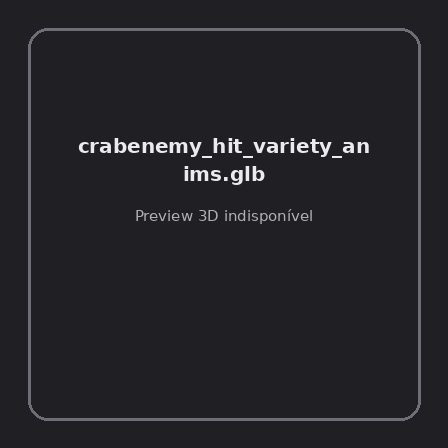 crabenemy_hit_variety_an
ims.glb
Preview 3D indisponível